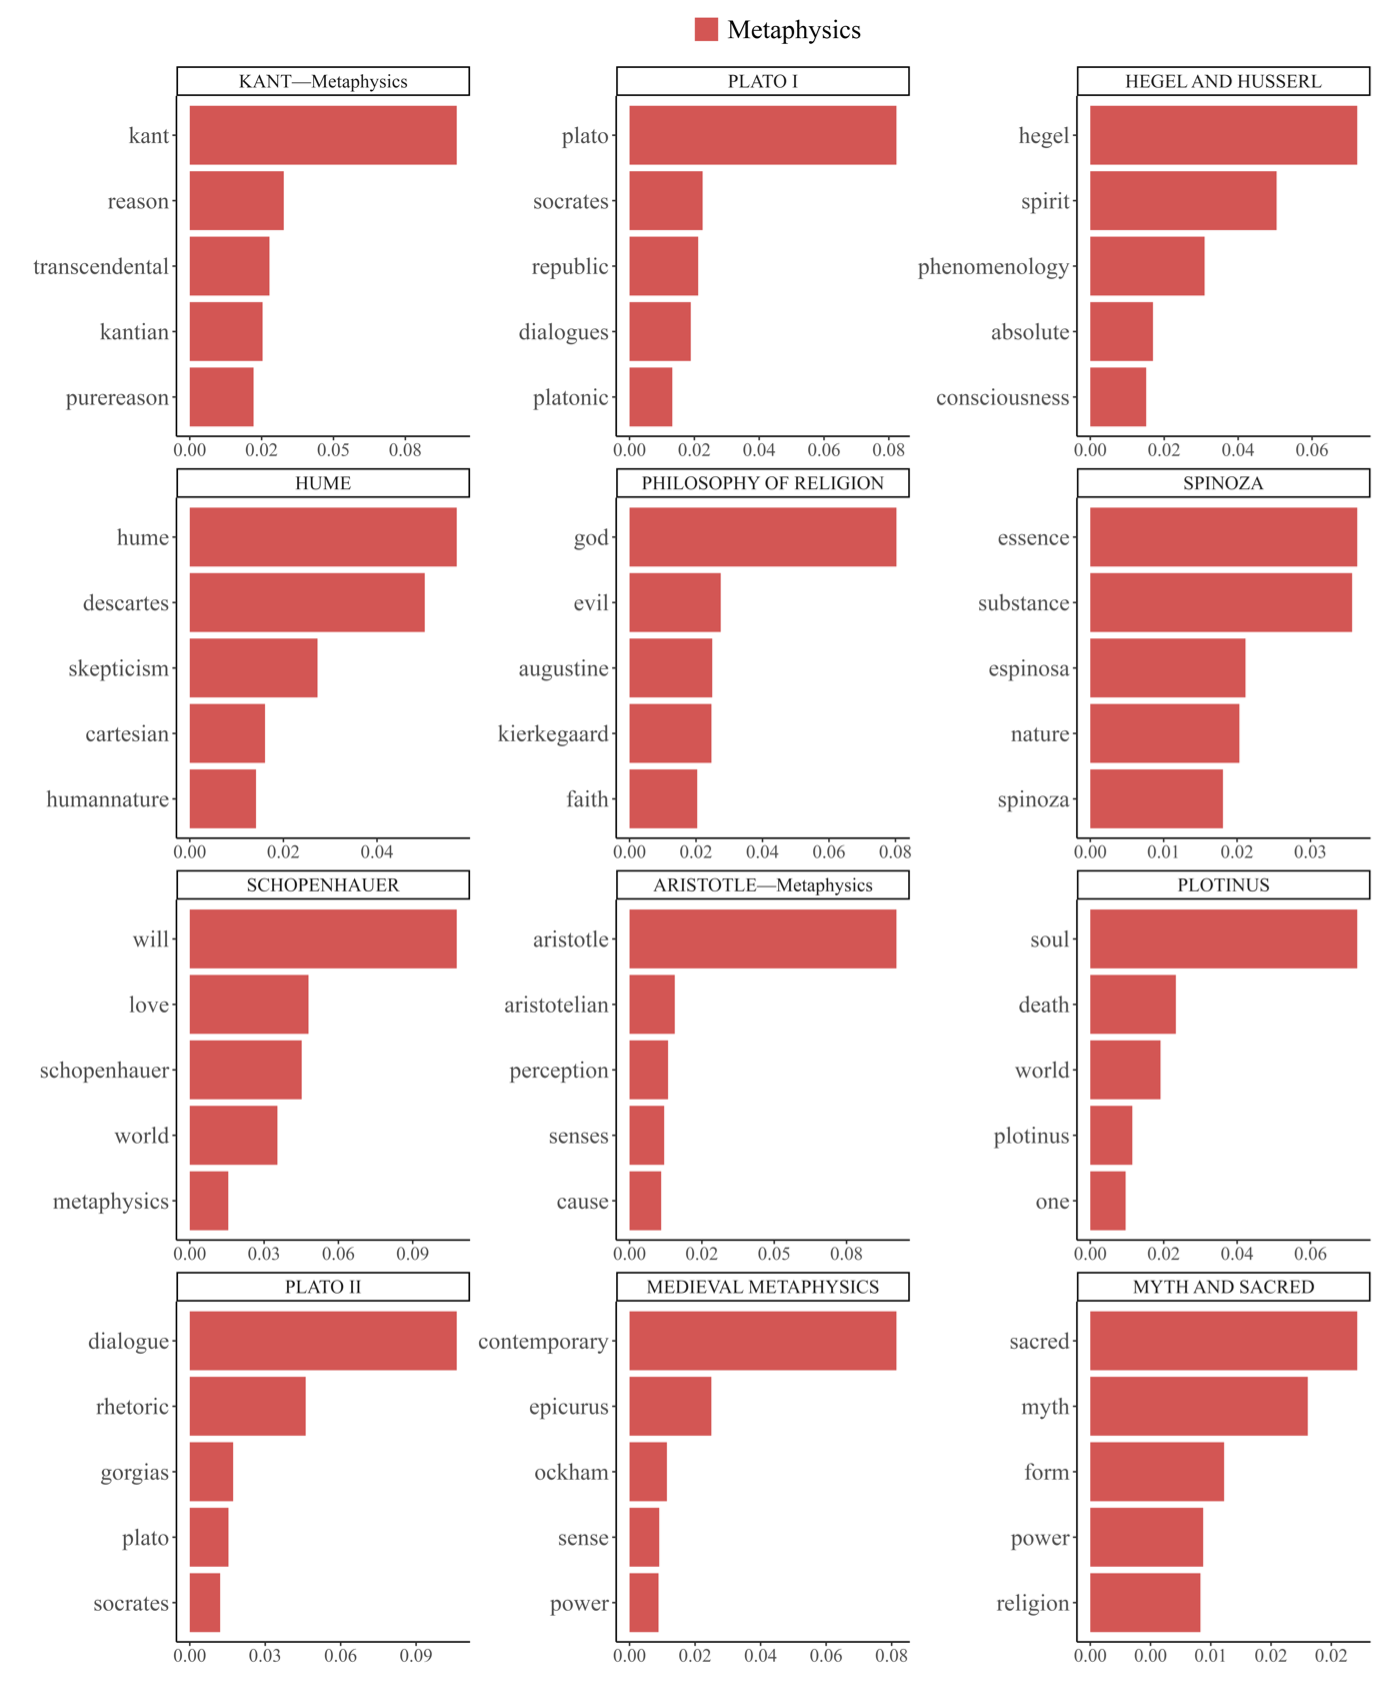 Metaphysics
KANT—Metaphysics
kant
reason
transcendental
kantian
purereason
0.00 0.02 0.05 0.08
PLATO I
plato
socrates
republic
dialogues
platonic
0.00 0.02 0.04 0.06 0.08
HEGEL AND HUSSERL
hegel
spirit
phenomenology
absolute
consciousness
0.00 0.02 0.04 0.06
HUME
hume
descartes
skepticism
cartesian
humannature
0.00 0.02 0.04
PHILOSOPHY OF RELIGION
god
evil
augustine
kierkegaard
faith
0.00 0.02 0.04 0.06 0.08
SPINOZA
essence
substance
espinosa
nature
spinoza
0.00 0.01 0.02 0.03
SCHOPENHAUER
will
love
schopenhauer
world
metaphysics
0.00 0.03 0.06 0.09
ARISTOTLE—Metaphysics
aristotle
aristotelian
perception
senses
cause
0.00 0.02 0.05 0.08
PLOTINUS
soul
death
world
plotinus
one
0.00 0.02 0.04 0.06
PLATO II
dialogue
rhetoric
gorgias
plato
socrates
0.00 0.03 0.06 0.09
MEDIEVAL METAPHYSICS
contemporary
epicurus
ockham
sense
power
0.00 0.02 0.04 0.06 0.08
MYTH AND SACRED
sacred
myth
form
power
religion
0.00 0.00 0.01 0.02 0.02